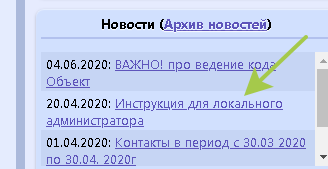 Новости (Архив новостей)
04.06.2020: ВАЖНО! про ведение кода
Объект
20.04.2020: Инструкция для локального
администратора
01.04.2020: Контакты в период с 30.03 2020
по 30.04. 2020г